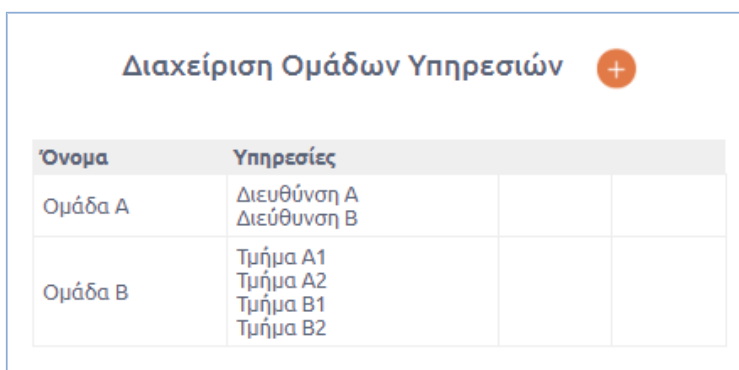 Διαχείριση Ομάδων Υπηρεσιών +
Όνομα Υπηρεσίες
Ομάδα Α
Διευθύνση Α
Διεύθυνση Β
Ομάδα Β
Τμήμα Α1
Τμήμα Α2
Τμήμα Β1
Τμήμα Β2